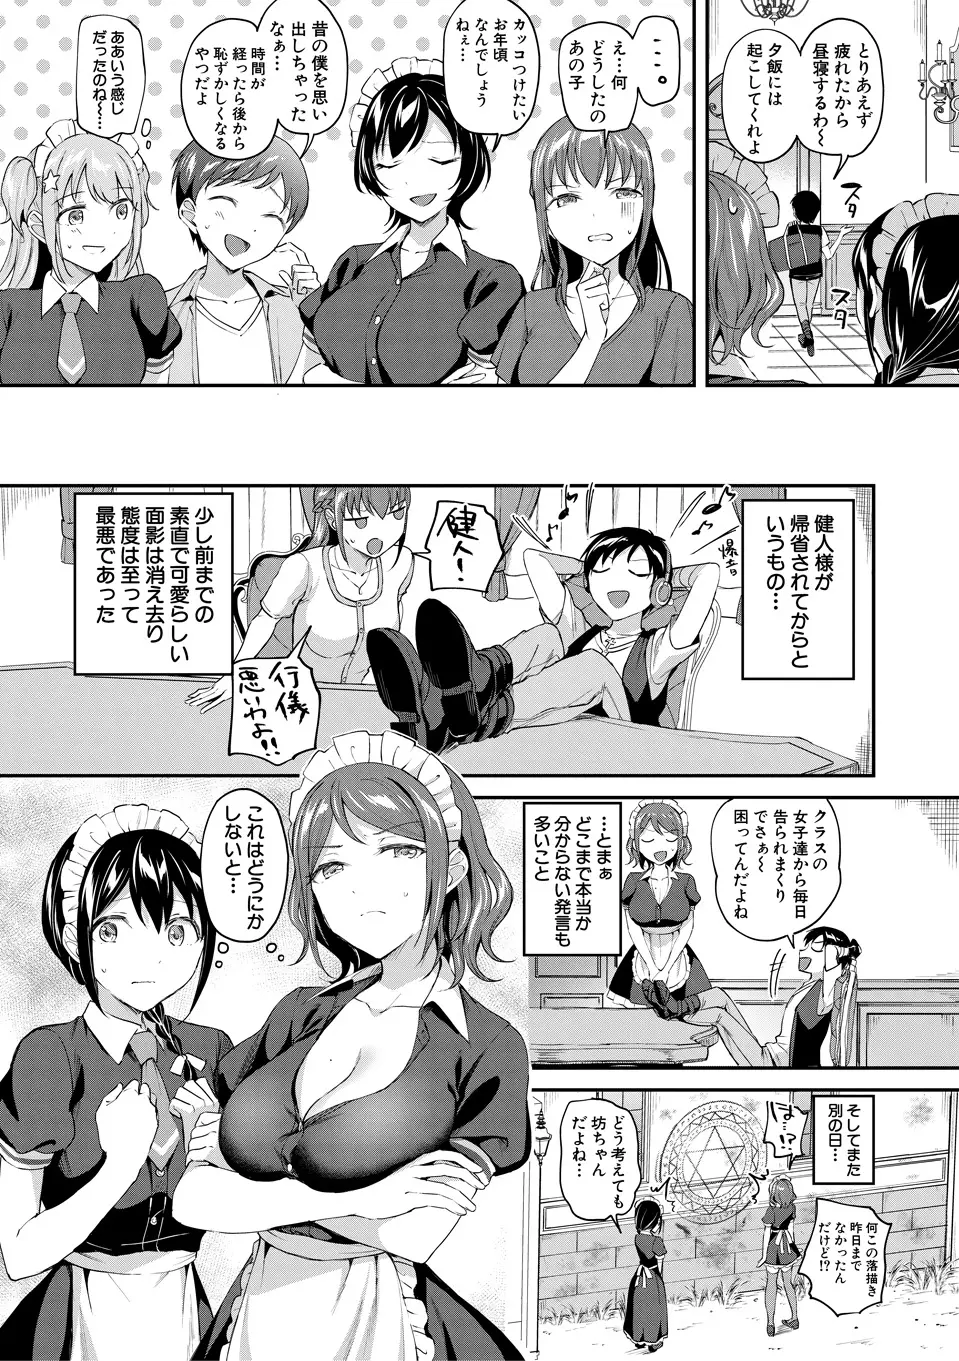 とりあえず
疲れたから
昼寝するわ〜
夕飯には
起こしてくれよ
スタ
スタ
…。
え…何
どうしたの
あの子
カッコつけたい
お年頃
なんでしょう
ねぇ…
昔の僕を思い
出しちゃった
なぁ…
時間が
経ったら後から
恥ずかしくなる
やつだよ
ああいう感じ
だったのね〜…
健人様が
帰省されてからと
いうもの…
爆音
健人！
行儀
悪いわよ!!
少し前までの
素直で可愛らしい
面影は消え去り
態度は至って
最悪であった
クラスの
女子達から毎日
告られまくり
でさぁ〜
困ってんだよね
…とまぁ
どこまで本当か
分からない発言も
多いこと
これはどうにか
しないと…
そしてまた
別の日…
ほ…!?
何この落描き
昨日まで
なかったん
だけど!?
どう考えても
坊ちゃん
だよね…